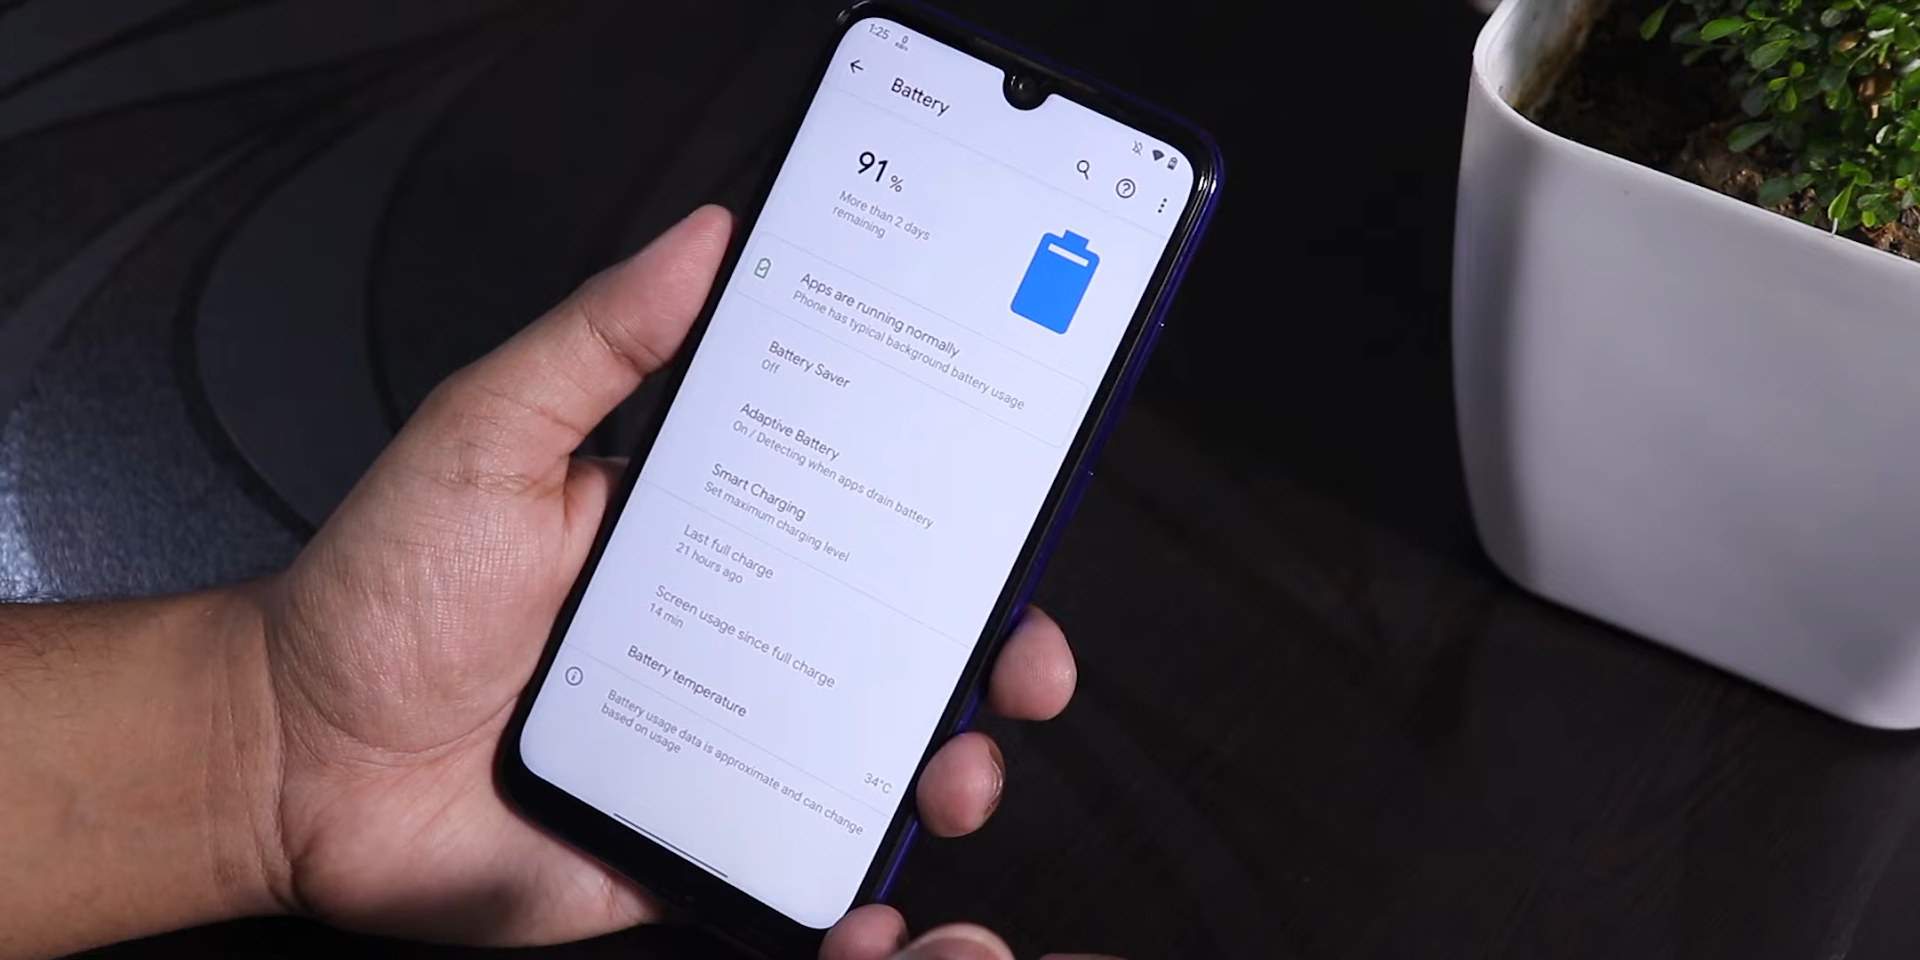 1:25 0 KB/s
Battery
91 %
More than 2 days
remaining
Apps are running normally
Phone has typical background battery usage
Battery Saver
Off
Adaptive Battery
On / Detecting when apps drain battery
Smart Charging
Set maximum charging level
Last full charge
21 hours ago
Screen usage since full charge
14 min
Battery temperature
34°C
Battery usage data is approximate and can change
based on usage